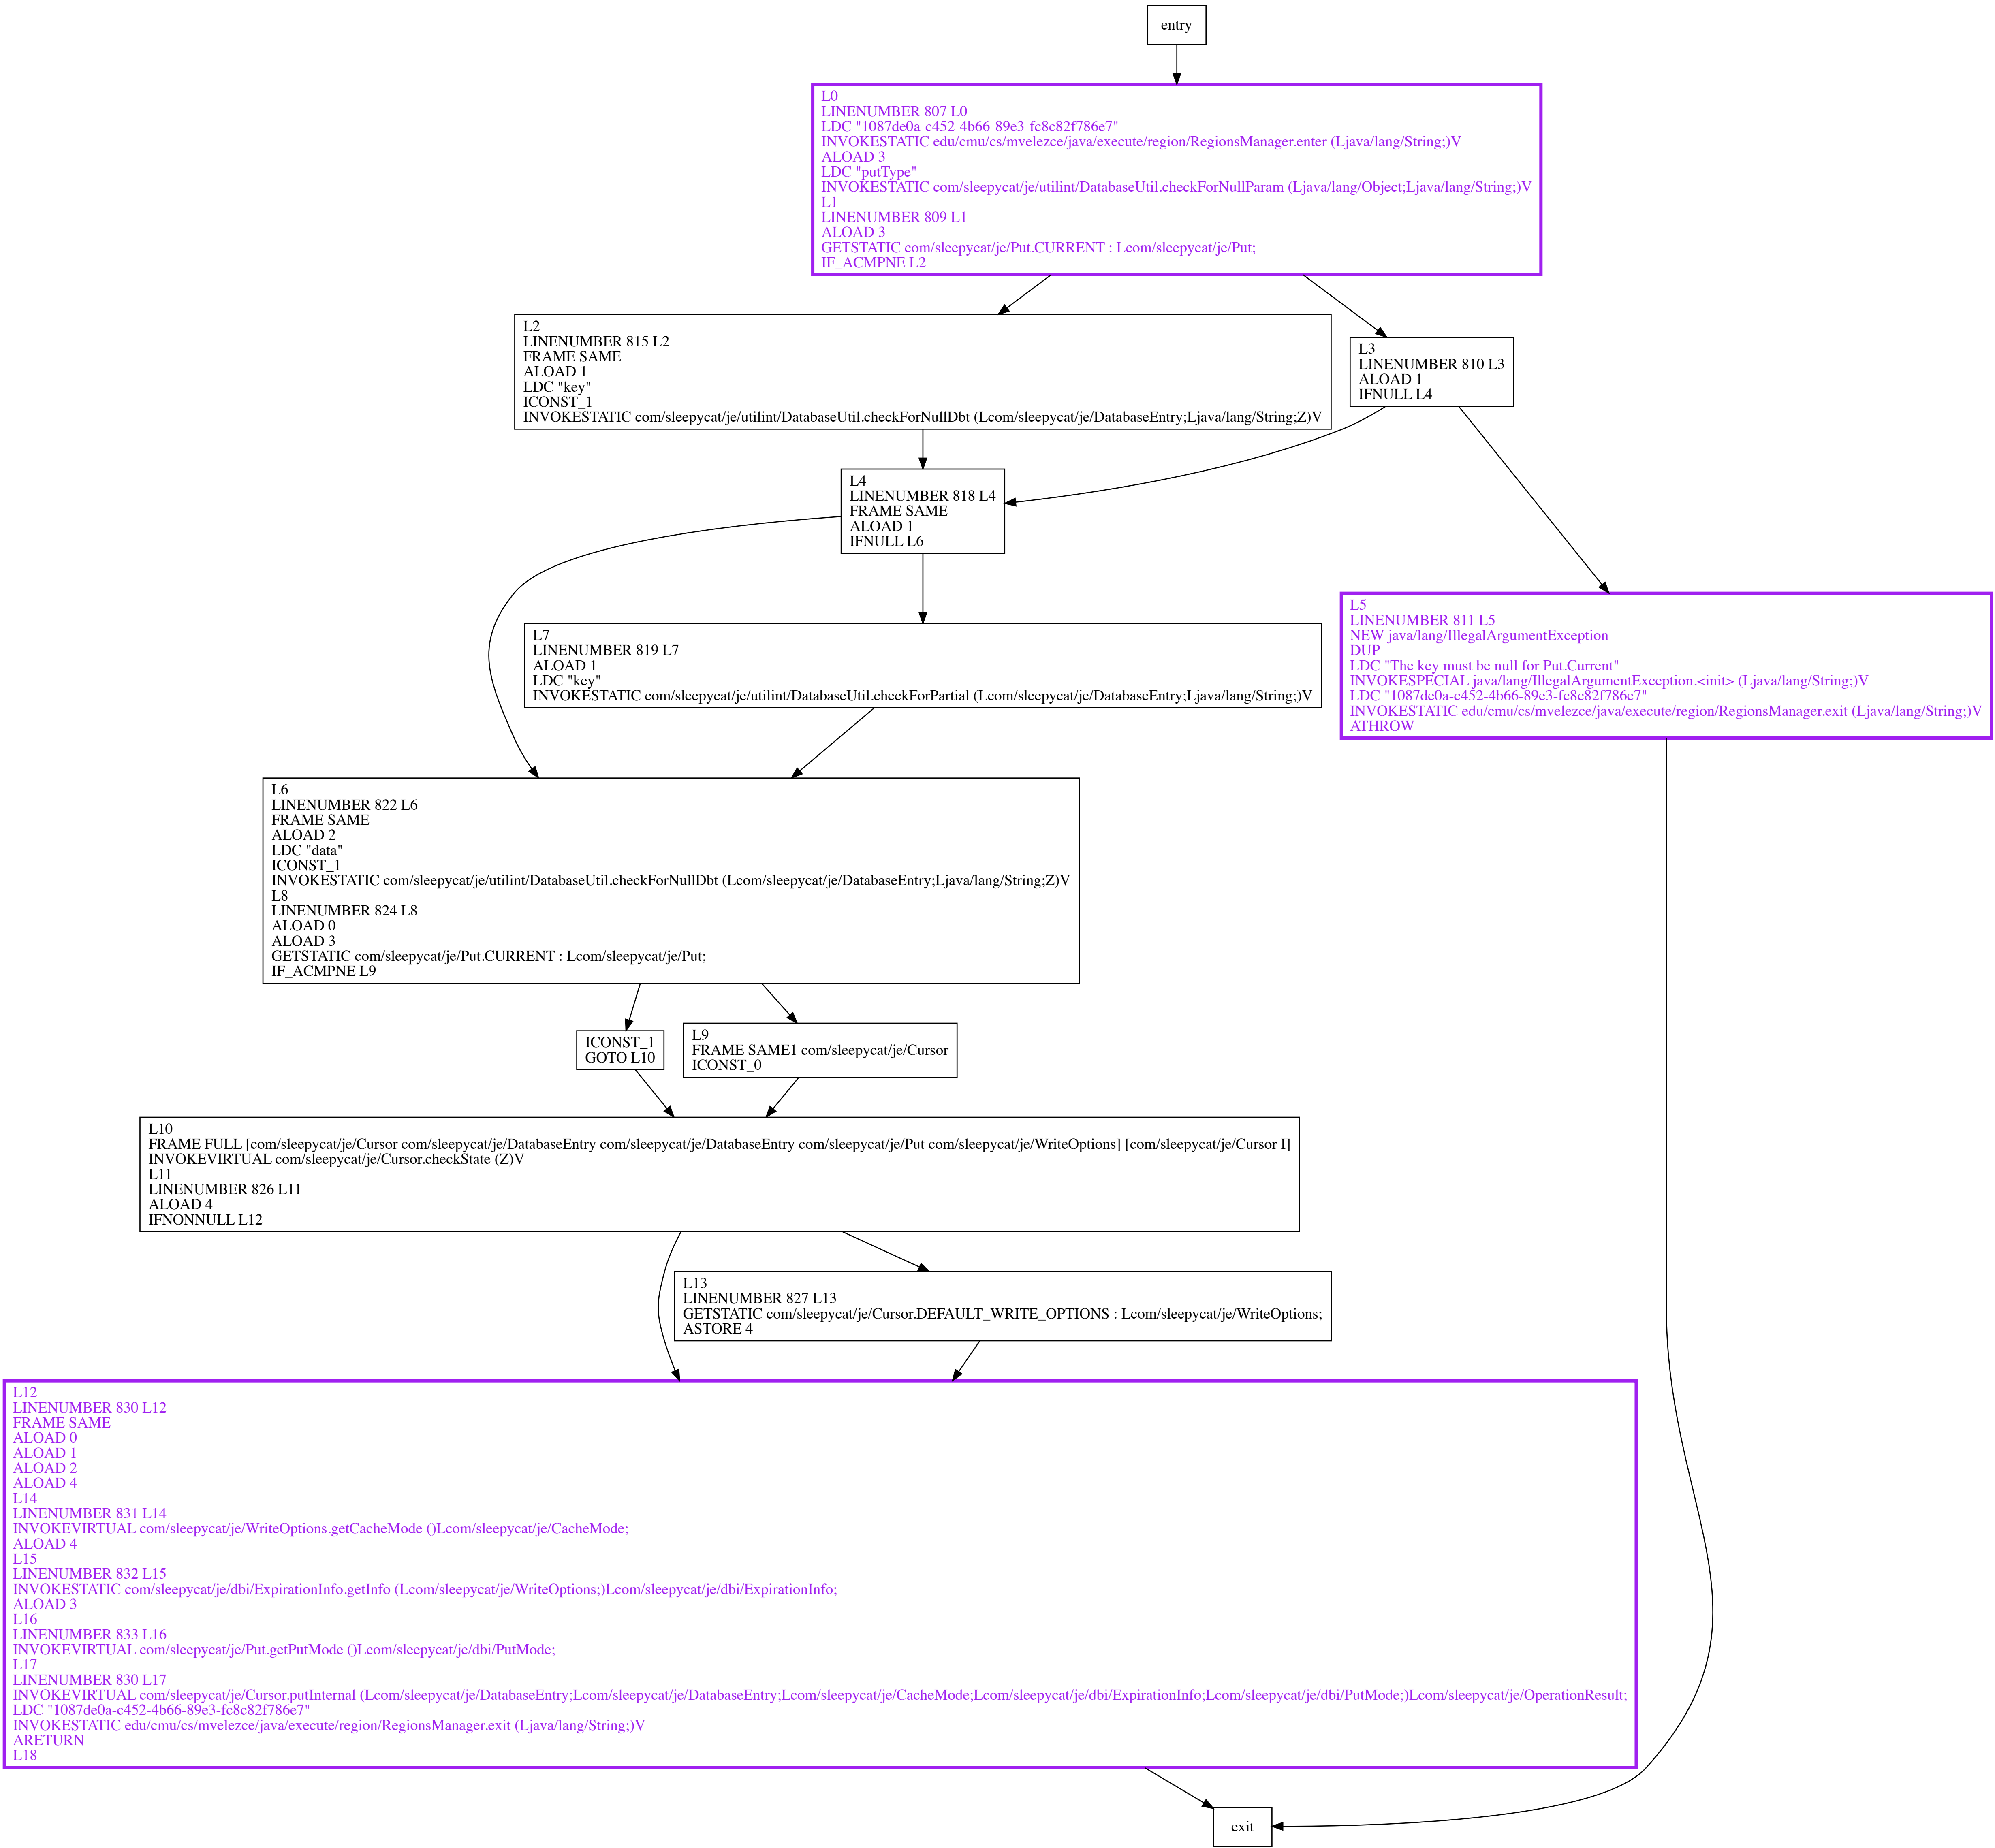 entry
L0
LINENUMBER 807 L0
LDC "1087de0a-c452-4b66-89e3-fc8c82f786e7"
INVOKESTATIC edu/cmu/cs/mvelezce/java/execute/region/RegionsManager.enter (Ljava/lang/String;)V
ALOAD 3
LDC "putType"
INVOKESTATIC com/sleepycat/je/utilint/DatabaseUtil.checkForNullParam (Ljava/lang/Object;Ljava/lang/String;)V
L1
LINENUMBER 809 L1
ALOAD 3
GETSTATIC com/sleepycat/je/Put.CURRENT : Lcom/sleepycat/je/Put;
IF_ACMPNE L2
L2
LINENUMBER 815 L2
FRAME SAME
ALOAD 1
LDC "key"
ICONST_1
INVOKESTATIC com/sleepycat/je/utilint/DatabaseUtil.checkForNullDbt (Lcom/sleepycat/je/DatabaseEntry;Ljava/lang/String;Z)V
L3
LINENUMBER 810 L3
ALOAD 1
IFNULL L4
L4
LINENUMBER 818 L4
FRAME SAME
ALOAD 1
IFNULL L6
L5
LINENUMBER 811 L5
NEW java/lang/IllegalArgumentException
DUP
LDC "The key must be null for Put.Current"
INVOKESPECIAL java/lang/IllegalArgumentException.<init> (Ljava/lang/String;)V
LDC "1087de0a-c452-4b66-89e3-fc8c82f786e7"
INVOKESTATIC edu/cmu/cs/mvelezce/java/execute/region/RegionsManager.exit (Ljava/lang/String;)V
ATHROW
L7
LINENUMBER 819 L7
ALOAD 1
LDC "key"
INVOKESTATIC com/sleepycat/je/utilint/DatabaseUtil.checkForPartial (Lcom/sleepycat/je/DatabaseEntry;Ljava/lang/String;)V
L6
LINENUMBER 822 L6
FRAME SAME
ALOAD 2
LDC "data"
ICONST_1
INVOKESTATIC com/sleepycat/je/utilint/DatabaseUtil.checkForNullDbt (Lcom/sleepycat/je/DatabaseEntry;Ljava/lang/String;Z)V
L8
LINENUMBER 824 L8
ALOAD 0
ALOAD 3
GETSTATIC com/sleepycat/je/Put.CURRENT : Lcom/sleepycat/je/Put;
IF_ACMPNE L9
ICONST_1
GOTO L10
L9
FRAME SAME1 com/sleepycat/je/Cursor
ICONST_0
L10
FRAME FULL [com/sleepycat/je/Cursor com/sleepycat/je/DatabaseEntry com/sleepycat/je/DatabaseEntry com/sleepycat/je/Put com/sleepycat/je/WriteOptions] [com/sleepycat/je/Cursor I]
INVOKEVIRTUAL com/sleepycat/je/Cursor.checkState (Z)V
L11
LINENUMBER 826 L11
ALOAD 4
IFNONNULL L12
L13
LINENUMBER 827 L13
GETSTATIC com/sleepycat/je/Cursor.DEFAULT_WRITE_OPTIONS : Lcom/sleepycat/je/WriteOptions;
ASTORE 4
L12
LINENUMBER 830 L12
FRAME SAME
ALOAD 0
ALOAD 1
ALOAD 2
ALOAD 4
L14
LINENUMBER 831 L14
INVOKEVIRTUAL com/sleepycat/je/WriteOptions.getCacheMode ()Lcom/sleepycat/je/CacheMode;
ALOAD 4
L15
LINENUMBER 832 L15
INVOKESTATIC com/sleepycat/je/dbi/ExpirationInfo.getInfo (Lcom/sleepycat/je/WriteOptions;)Lcom/sleepycat/je/dbi/ExpirationInfo;
ALOAD 3
L16
LINENUMBER 833 L16
INVOKEVIRTUAL com/sleepycat/je/Put.getPutMode ()Lcom/sleepycat/je/dbi/PutMode;
L17
LINENUMBER 830 L17
INVOKEVIRTUAL com/sleepycat/je/Cursor.putInternal (Lcom/sleepycat/je/DatabaseEntry;Lcom/sleepycat/je/DatabaseEntry;Lcom/sleepycat/je/CacheMode;Lcom/sleepycat/je/dbi/ExpirationInfo;Lcom/sleepycat/je/dbi/PutMode;)Lcom/sleepycat/je/OperationResult;
LDC "1087de0a-c452-4b66-89e3-fc8c82f786e7"
INVOKESTATIC edu/cmu/cs/mvelezce/java/execute/region/RegionsManager.exit (Ljava/lang/String;)V
ARETURN
L18
exit